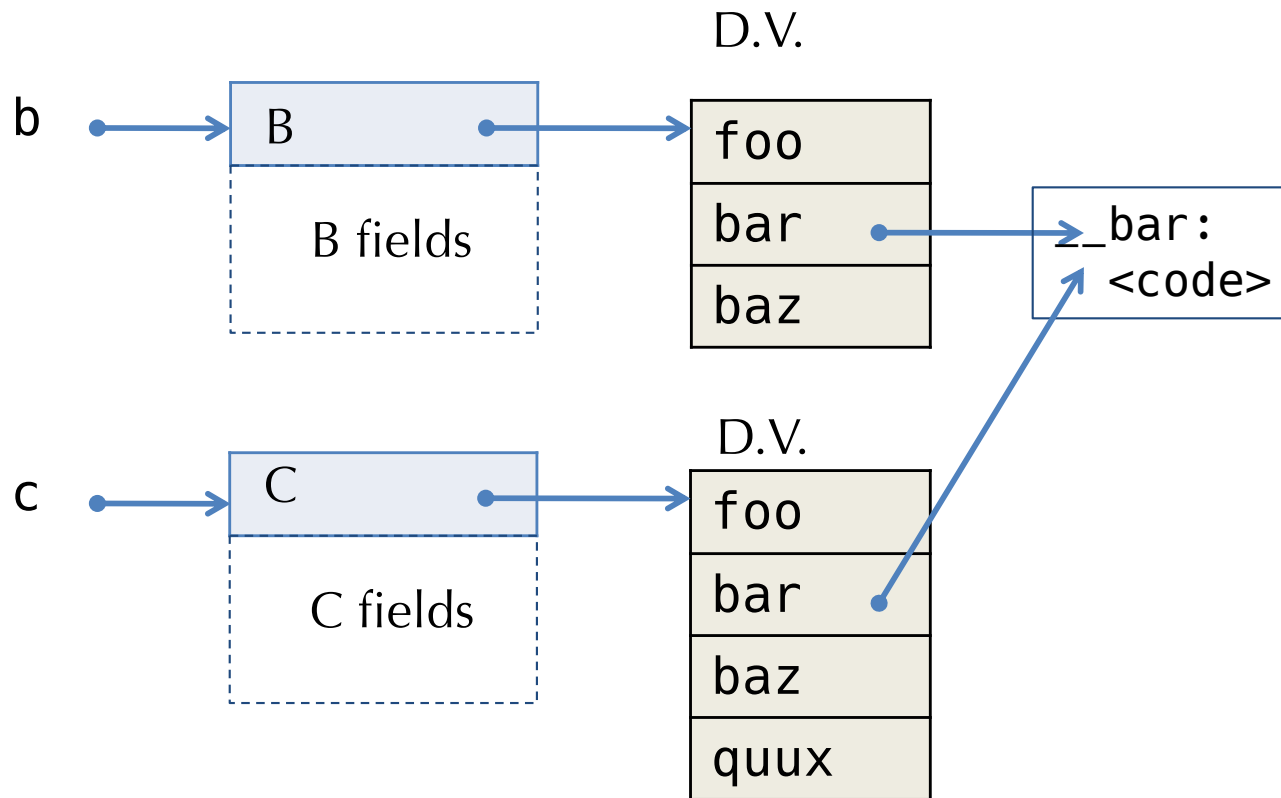 D.V.
b
B
B fields
foo
bar
baz
__bar:
<code>
D.V.
c
C
C fields
foo
bar
baz
quux